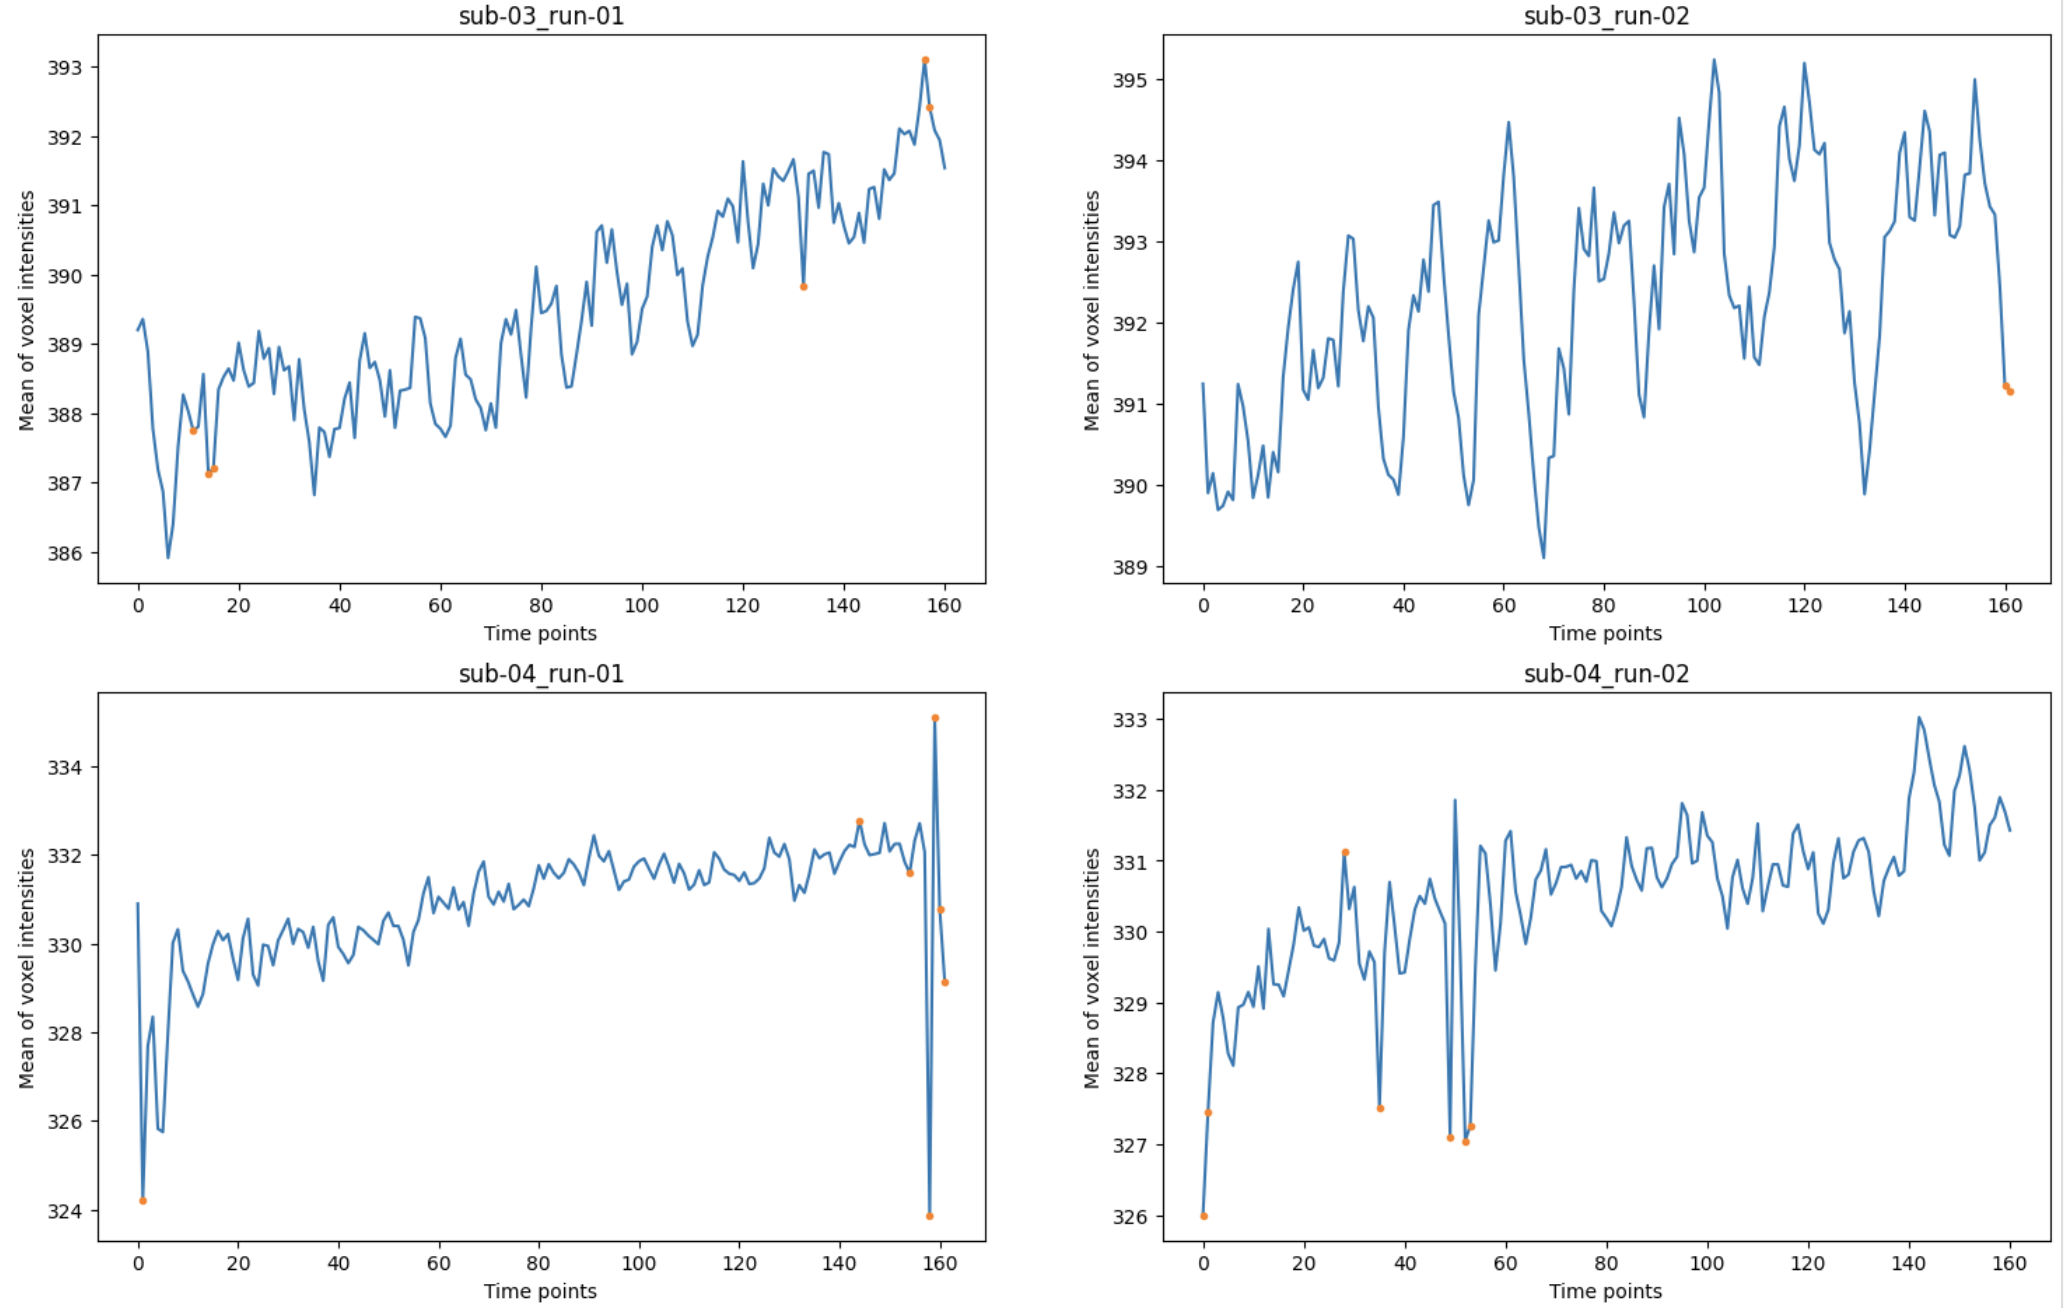 sub-03_run-01
393
392
391
390
389
388
387
386
Mean of voxel intensities
0 20 40 60 80 100 120 140 160
Time points
sub-03_run-02
395
394
393
392
391
390
389
Mean of voxel intensities
0 20 40 60 80 100 120 140 160
Time points
sub-04_run-01
334
332
330
328
326
324
Mean of voxel intensities
0 20 40 60 80 100 120 140 160
Time points
sub-04_run-02
333
332
331
330
329
328
327
326
Mean of voxel intensities
0 20 40 60 80 100 120 140 160
Time points